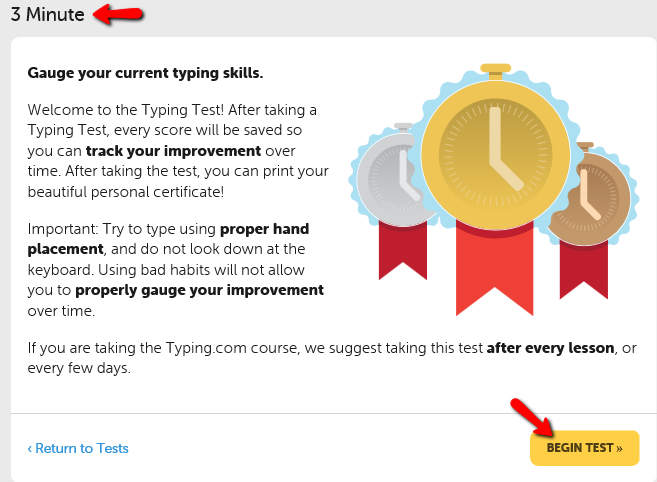 3 Minute
Gauge your current typing skills.
Welcome to the Typing Test! After taking a
Typing Test, every score will be saved so
you can track your improvement over
time. After taking the test, you can print your
beautiful personal certificate!
Important: Try to type using proper hand
placement, and do not look down at the
keyboard. Using bad habits will not allow
you to properly gauge your improvement
over time.
If you are taking the Typing.com course, we suggest taking this test after every lesson, or
every few days.
‹ Return to Tests
BEGIN TEST »